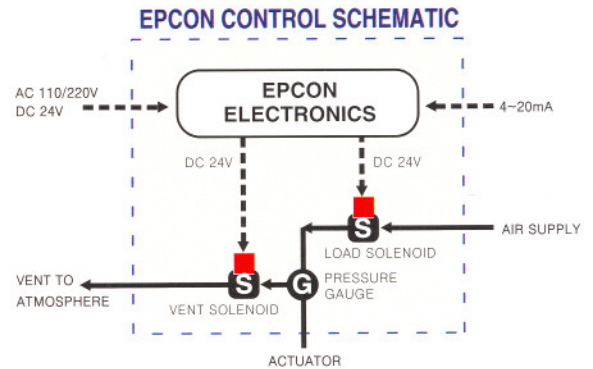 EPCON CONTROL SCHEMATIC
AC 110/220V
DC 24V
EPCON
ELECTRONICS
4~20mA
DC 24V
DC 24V
S
AIR SUPPLY
LOAD SOLENOID
VENT TO
ATMOSPHERE
S
G
PRESSURE
GAUGE
VENT SOLENOID
ACTUATOR